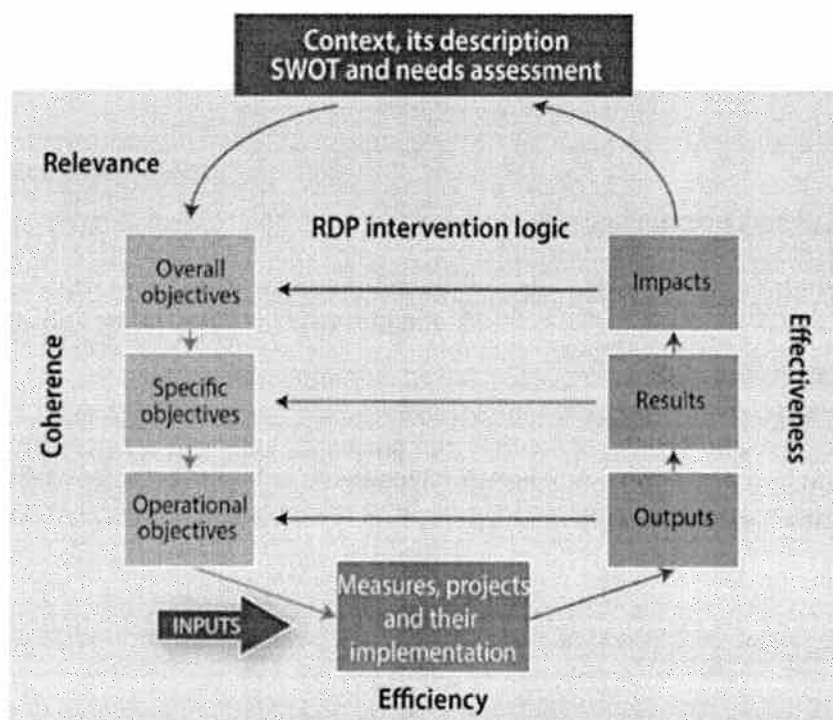 Context, its description
SWOT and needs assessment
Relevance
RDP intervention logic
Overall
objectives
Impacts
Coherence
Specific
objectives
Results
Effectiveness
Operational
objectives
Outputs
INPUTS
Measures, projects
and their
implementation
Efficiency